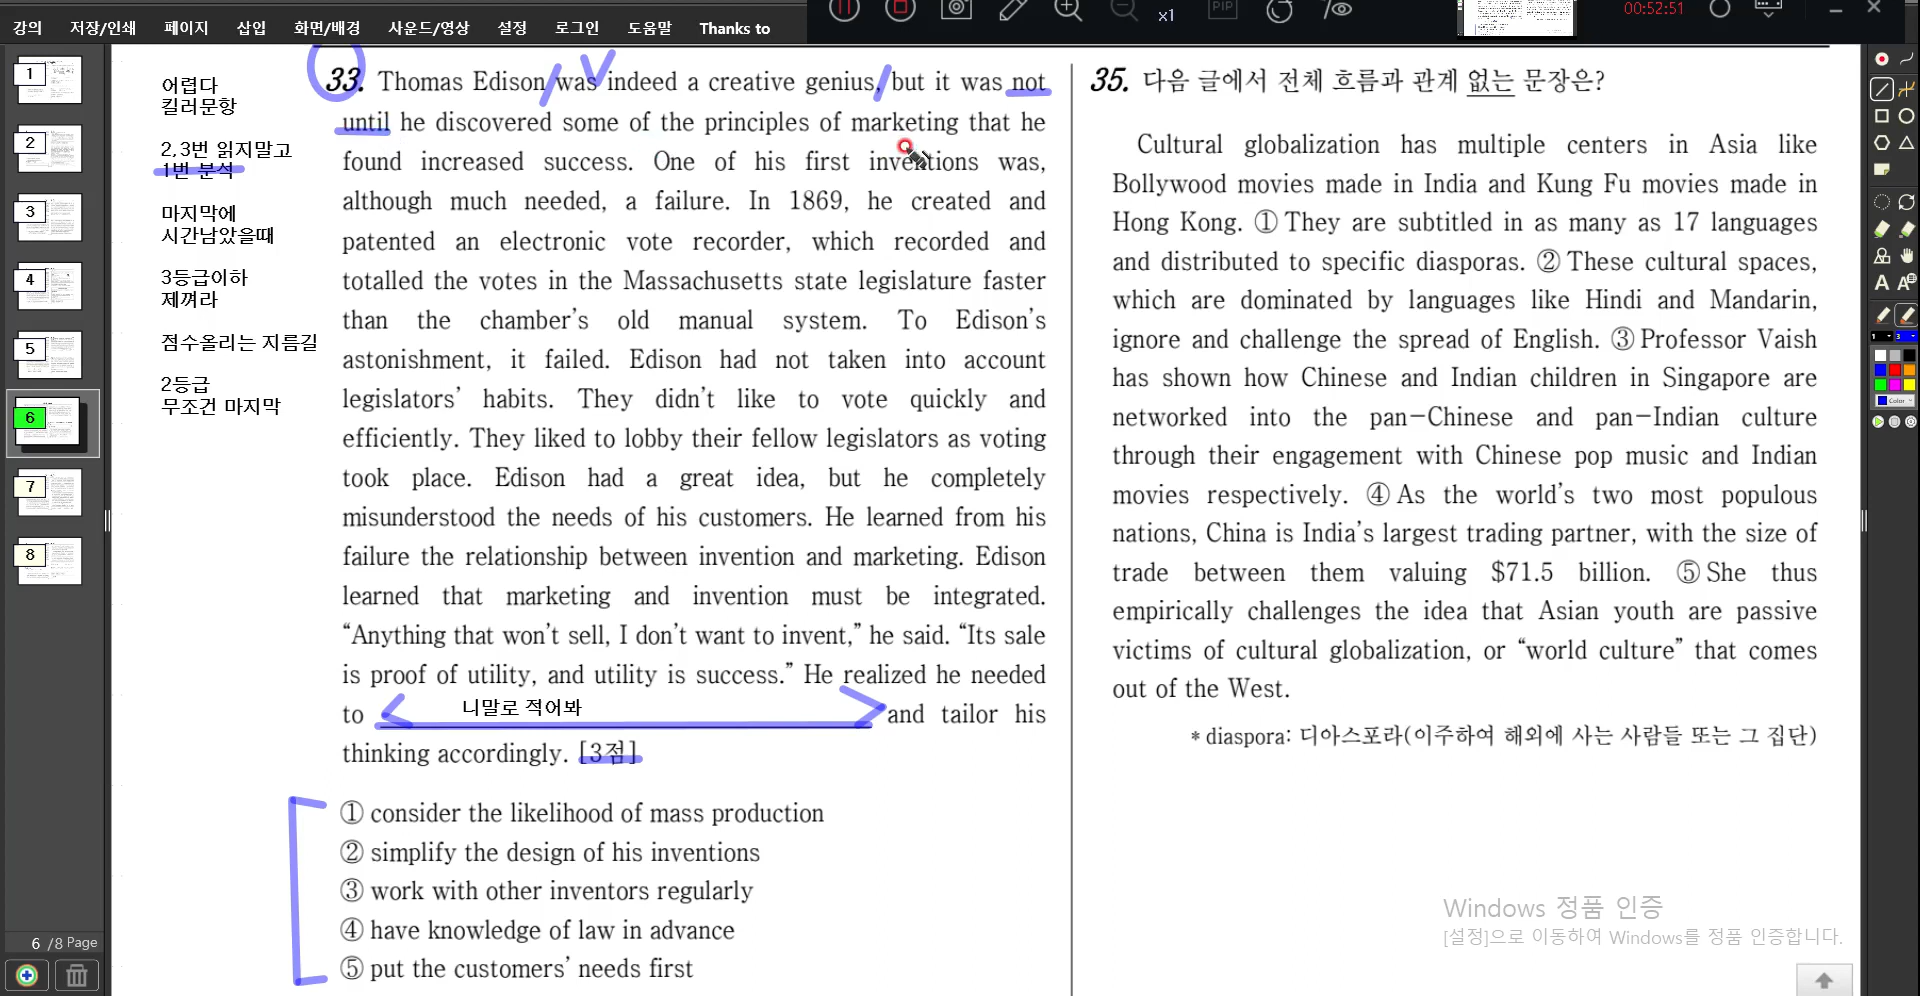 강의 저장/인쇄 페이지 삽입 화면/배경 사운드/영상 설정 로그인 도움말 Thanks to
x1
PIP
00:52:51
1
2
3
4
5
6
7
8
6 /8 Page
어렵다
킬러문항
2,3번 읽지말고
1번 분석
마지막에
시간남았을때
3등급이하
제껴라
점수올리는 지름길
2등급
무조건 마지막
33. Thomas Edison was indeed a creative genius, but it was not
until he discovered some of the principles of marketing that he
found increased success. One of his first inventions was,
although much needed, a failure. In 1869, he created and
patented an electronic vote recorder, which recorded and
totalled the votes in the Massachusetts state legislature faster
than the chamber's old manual system. To Edison's
astonishment, it failed. Edison had not taken into account
legislators' habits. They didn't like to vote quickly and
efficiently. They liked to lobby their fellow legislators as voting
took place. Edison had a great idea, but he completely
misunderstood the needs of his customers. He learned from his
failure the relationship between invention and marketing. Edison
learned that marketing and invention must be integrated.
“Anything that won't sell, I don't want to invent,” he said. “Its sale
is proof of utility, and utility is success.” He realized he needed
to 니말로 적어봐 and tailor his
thinking accordingly. [3점]
① consider the likelihood of mass production
② simplify the design of his inventions
③ work with other inventors regularly
④ have knowledge of law in advance
⑤ put the customers' needs first
35. 다음 글에서 전체 흐름과 관계 없는 문장은?
Cultural globalization has multiple centers in Asia like
Bollywood movies made in India and Kung Fu movies made in
Hong Kong. ① They are subtitled in as many as 17 languages
and distributed to specific diasporas. ② These cultural spaces,
which are dominated by languages like Hindi and Mandarin,
ignore and challenge the spread of English. ③ Professor Vaish
has shown how Chinese and Indian children in Singapore are
networked into the pan-Chinese and pan-Indian culture
through their engagement with Chinese pop music and Indian
movies respectively. ④ As the world's two most populous
nations, China is India's largest trading partner, with the size of
trade between them valuing $71.5 billion. ⑤ She thus
empirically challenges the idea that Asian youth are passive
victims of cultural globalization, or “world culture” that comes
out of the West.
* diaspora: 디아스포라(이주하여 해외에 사는 사람들 또는 그 집단)
Windows 정품 인증
[설정]으로 이동하여 Windows를 정품 인증합니다.
Color